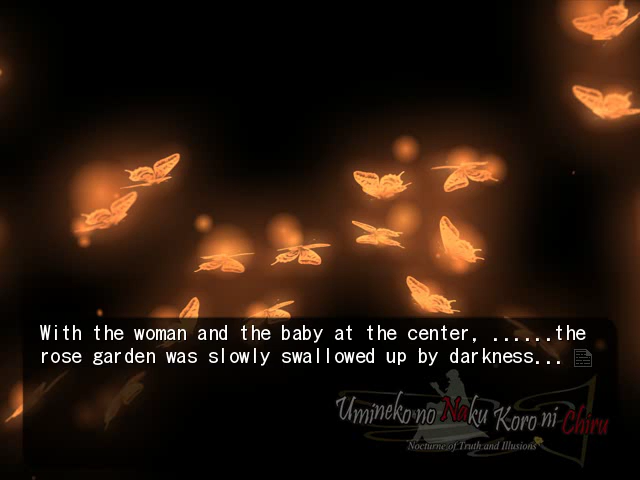 With the woman and the baby at the center, ......the
rose garden was slowly swallowed up by darkness...
Umineko no Naku Koro ni Chiru
Nocturne of Truth and Illusions